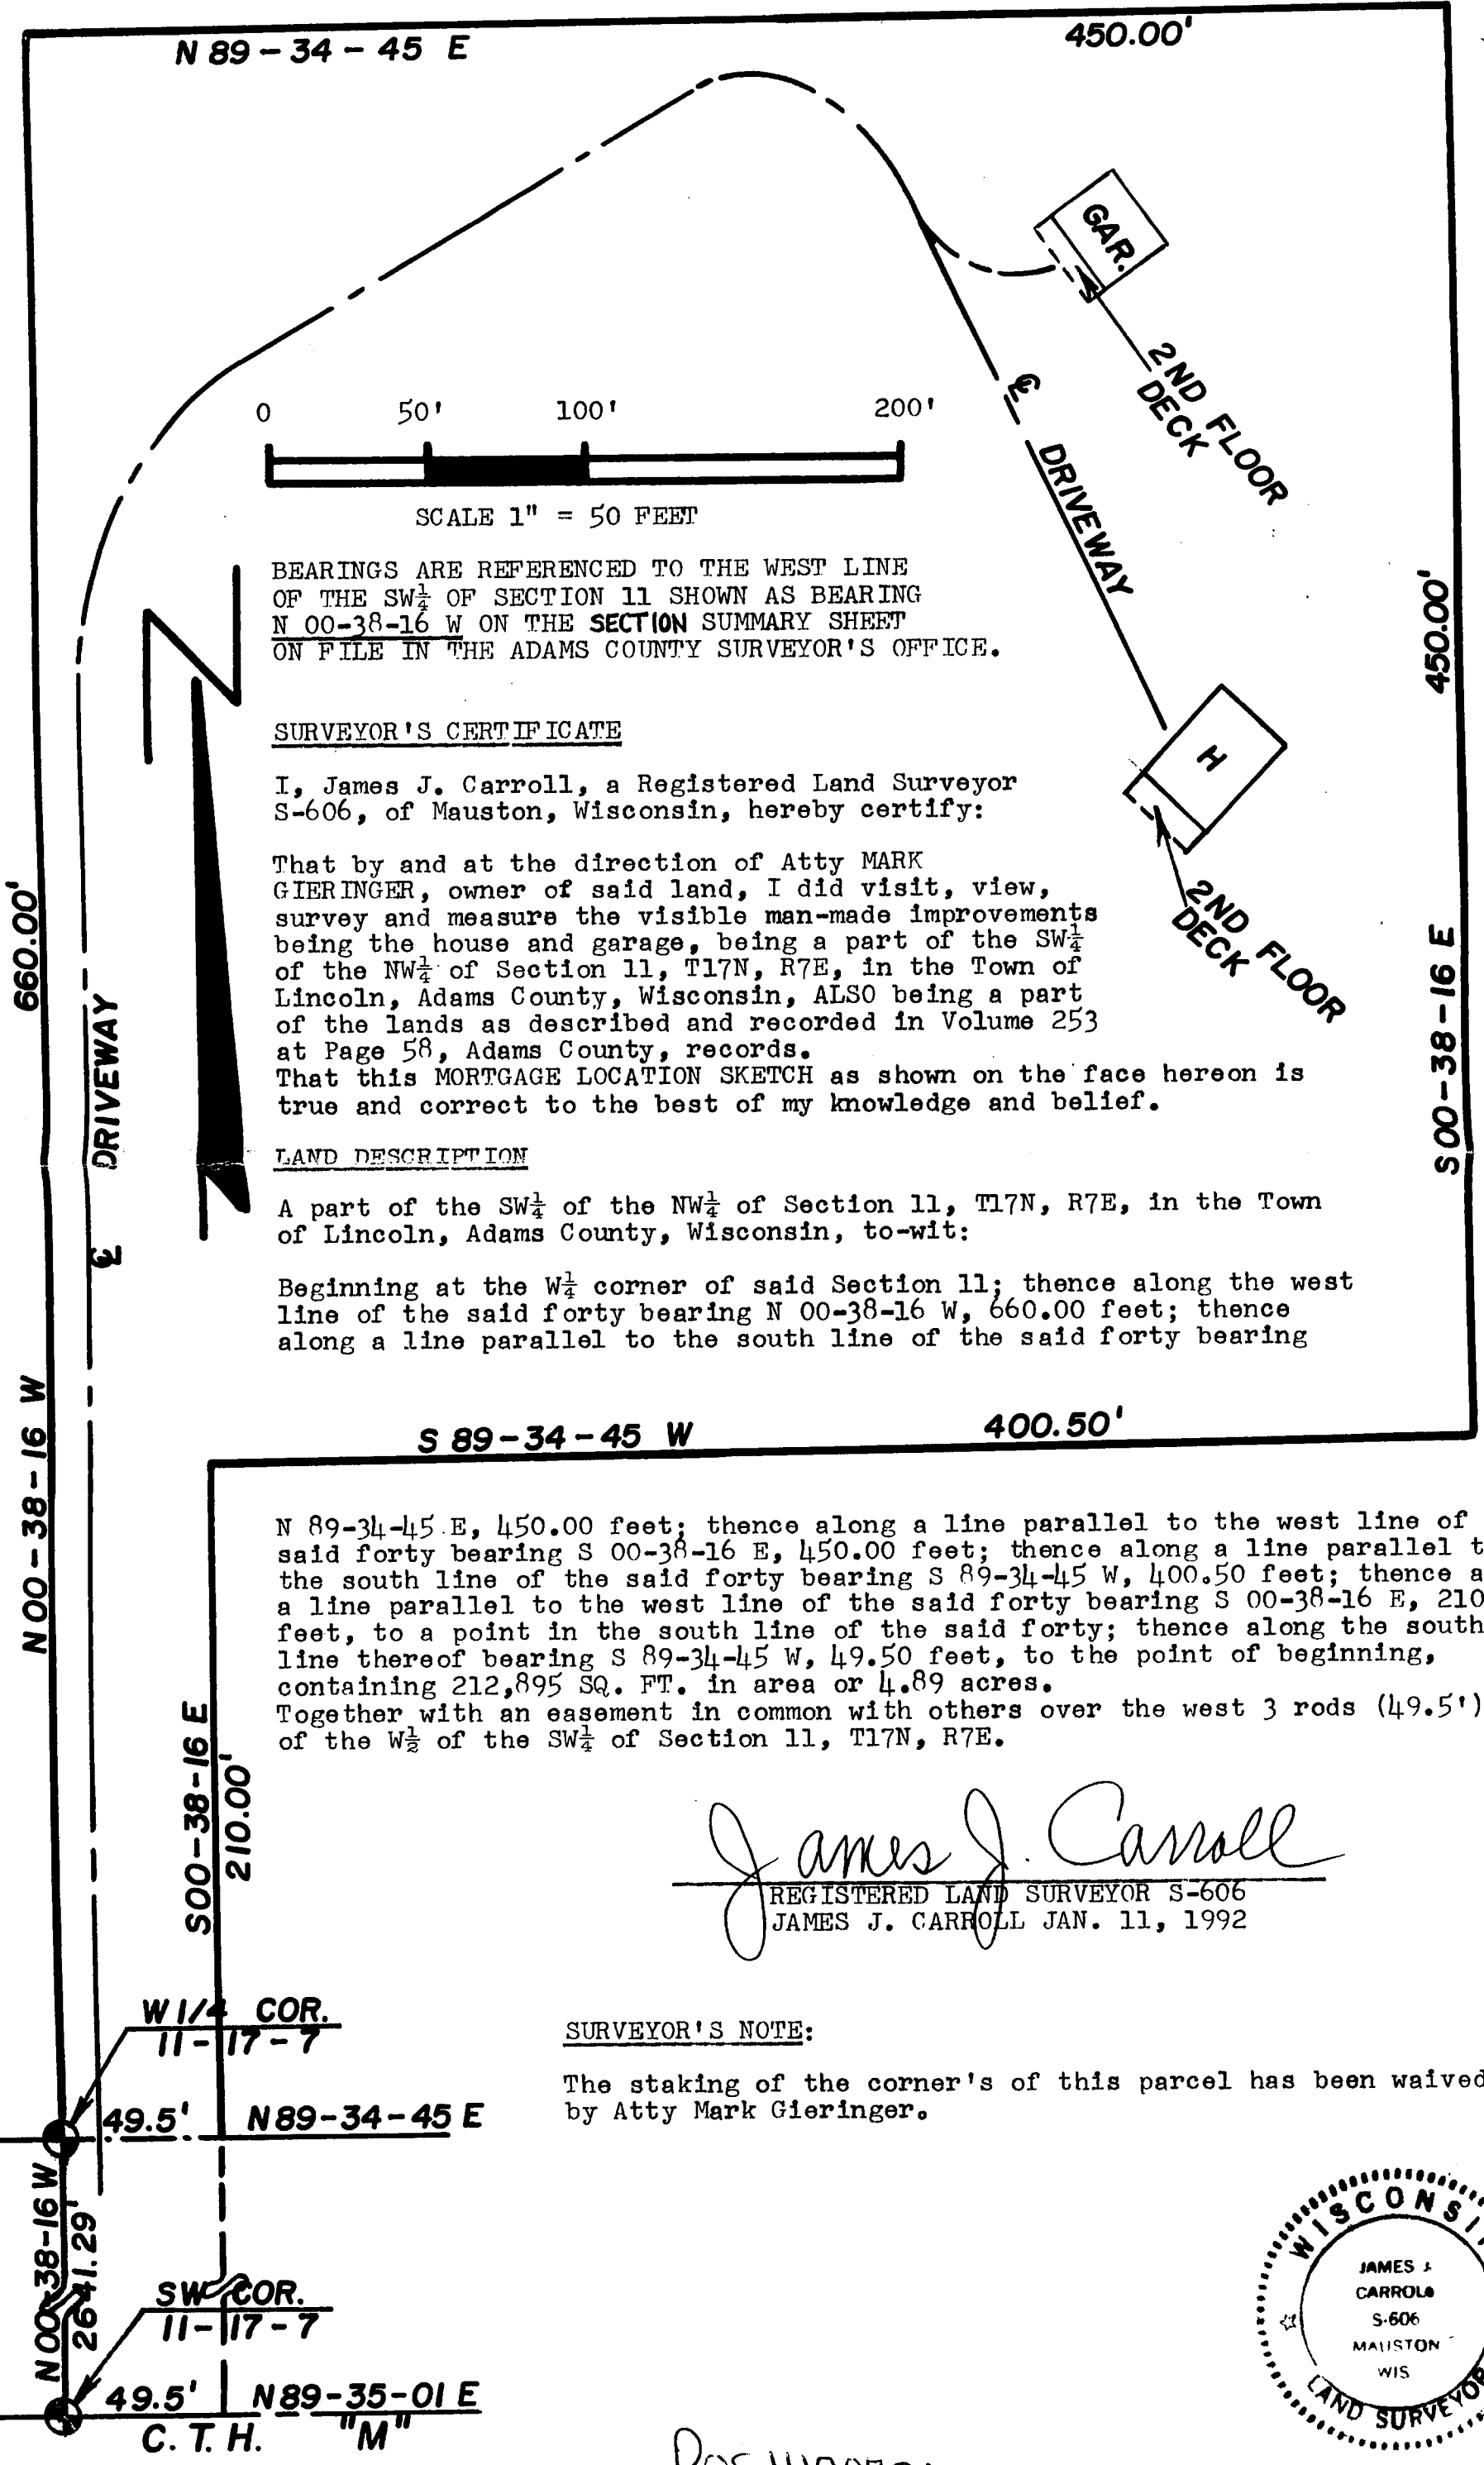 N 89-34-45 E 450.00'
GAR.
2ND FLOOR
DECK
0 50' 100' 200'
SCALE 1" = 50 FEET
℄ DRIVEWAY
BEARINGS ARE REFERENCED TO THE WEST LINE
OF THE SW¼ OF SECTION 11 SHOWN AS BEARING
N 00-38-16 W ON THE SECTION SUMMARY SHEET
ON FILE IN THE ADAMS COUNTY SURVEYOR'S OFFICE.
450.00'
S00-38-16 E
SURVEYOR'S CERTIFICATE
H
2ND FLOOR
DECK
I, James J. Carroll, a Registered Land Surveyor
S-606, of Mauston, Wisconsin, hereby certify:
That by and at the direction of Atty MARK
GIERINGER, owner of said land, I did visit, view,
survey and measure the visible man-made improvements
being the house and garage, being a part of the SW¼
of the NW¼ of Section 11, T17N, R7E, in the Town of
Lincoln, Adams County, Wisconsin, ALSO being a part
of the lands as described and recorded in Volume 253
at Page 58, Adams County, records.
That this MORTGAGE LOCATION SKETCH as shown on the face hereon is
true and correct to the best of my knowledge and belief.
660.00'
N00-38-16 W
℄ DRIVEWAY
LAND DESCRIPTION
A part of the SW¼ of the NW¼ of Section 11, T17N, R7E, in the Town
of Lincoln, Adams County, Wisconsin, to-wit:
Beginning at the W¼ corner of said Section 11; thence along the west
line of the said forty bearing N 00-38-16 W, 660.00 feet; thence
along a line parallel to the south line of the said forty bearing
S 89-34-45 W 400.50'
N 89-34-45 E, 450.00 feet; thence along a line parallel to the west line of
said forty bearing S 00-38-16 E, 450.00 feet; thence along a line parallel t
the south line of the said forty bearing S 89-34-45 W, 400.50 feet; thence a
a line parallel to the west line of the said forty bearing S 00-38-16 E, 210
feet, to a point in the south line of the said forty; thence along the south
line thereof bearing S 89-34-45 W, 49.50 feet, to the point of beginning,
containing 212,895 SQ. FT. in area or 4.89 acres.
Together with an easement in common with others over the west 3 rods (49.5')
of the W½ of the SW¼ of Section 11, T17N, R7E.
S00-38-16 E
210.00'
James J. Carroll
REGISTERED LAND SURVEYOR S-606
JAMES J. CARROLL JAN. 11, 1992
W 1/4 COR.
11-17-7
SURVEYOR'S NOTE:
The staking of the corner's of this parcel has been waived
by Atty Mark Gieringer.
49.5' N89-34-45 E
N00-38-16 W
2641.29'
SW COR.
11-17-7
49.5' N89-35-01 E
C. T. H. "M"
WISCONSI
JAMES J.
CARROLL
S-606
MAUSTON
WIS
LAND SURVEYOR